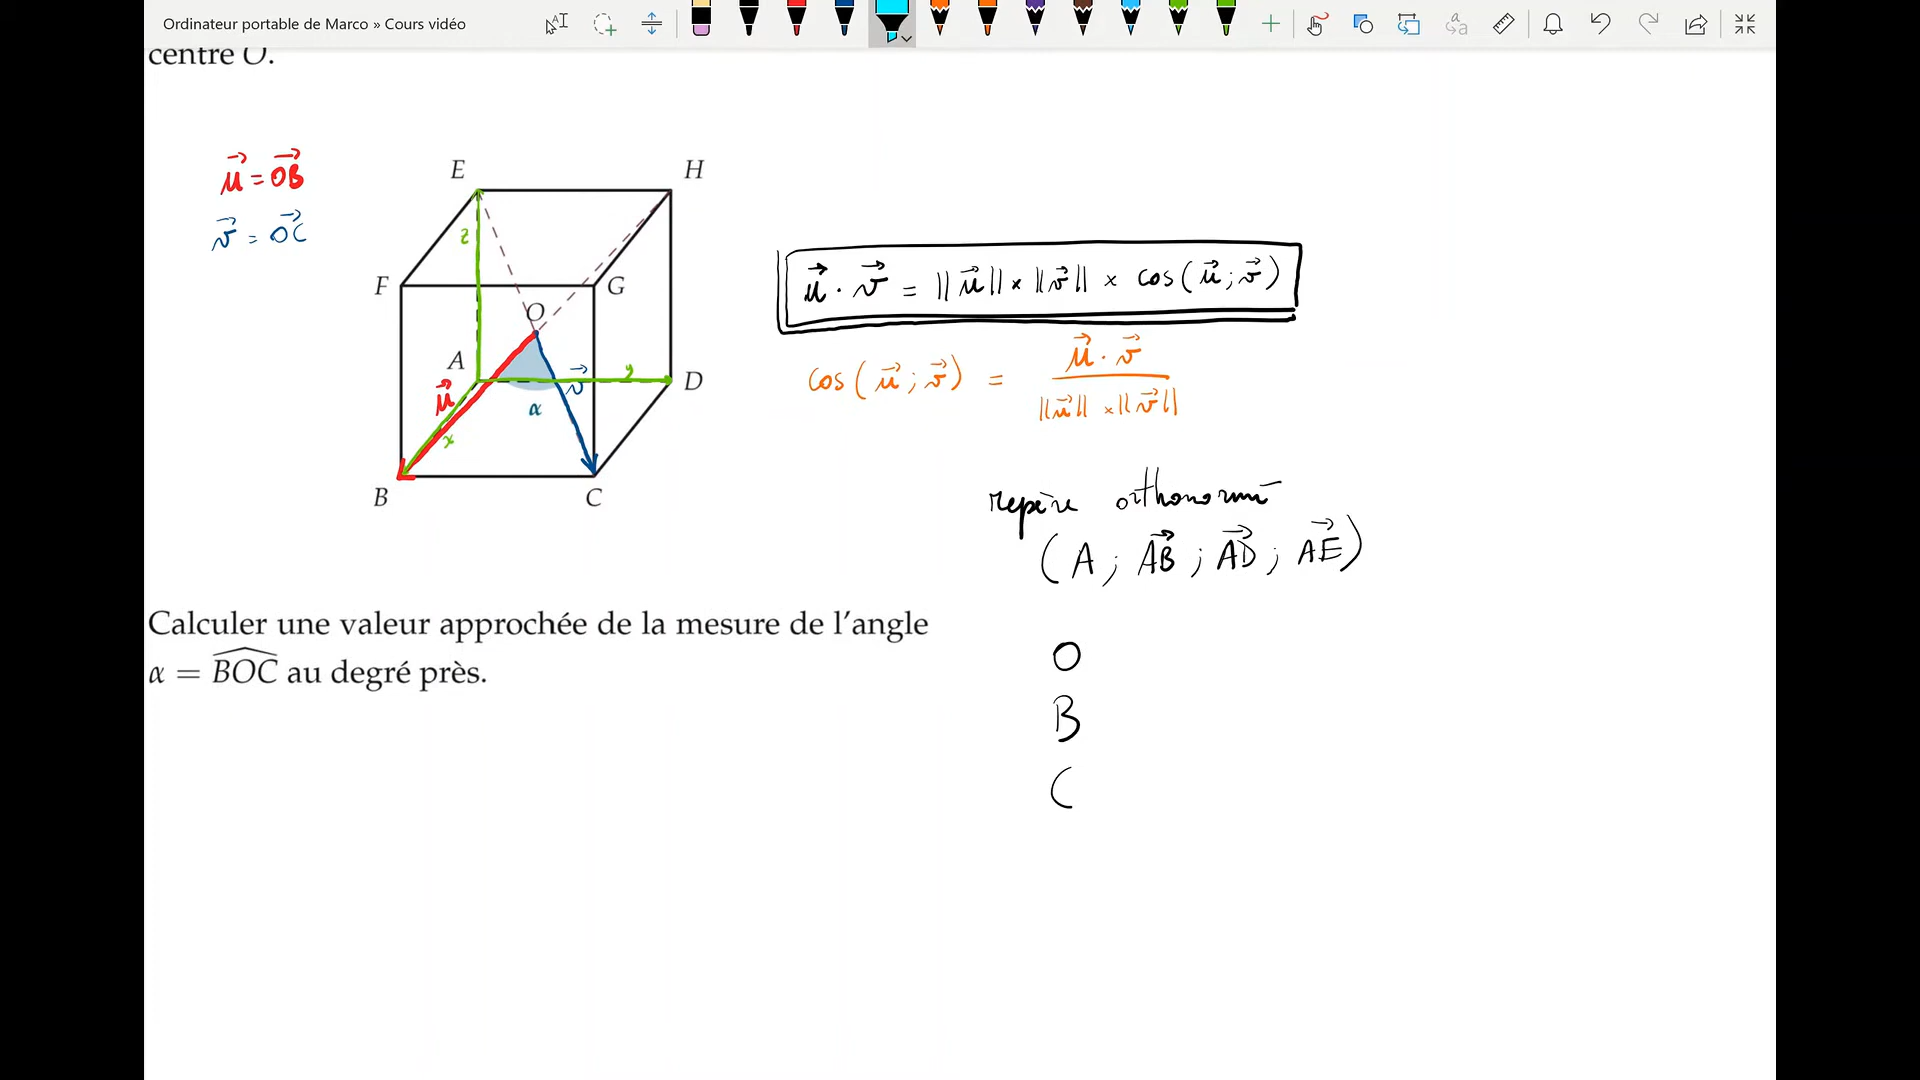 Ordinateur portable de Marco » Cours vidéo
centre O.
u⃗ = OB⃗
v⃗ = OC⃗
E
H
z
F
G
O
A
y
D
u⃗
v⃗
α
x
B
C
u⃗ · v⃗ = ||u⃗|| × ||v⃗|| × cos(u⃗ ; v⃗)
cos(u⃗ ; v⃗) = u⃗ · v⃗ / ||u⃗|| × ||v⃗||
repère orthonormé
(A ; AB⃗ ; AD⃗ ; AE⃗)
Calculer une valeur approchée de la mesure de l'angle
α = BOC au degré près.
O
B
C